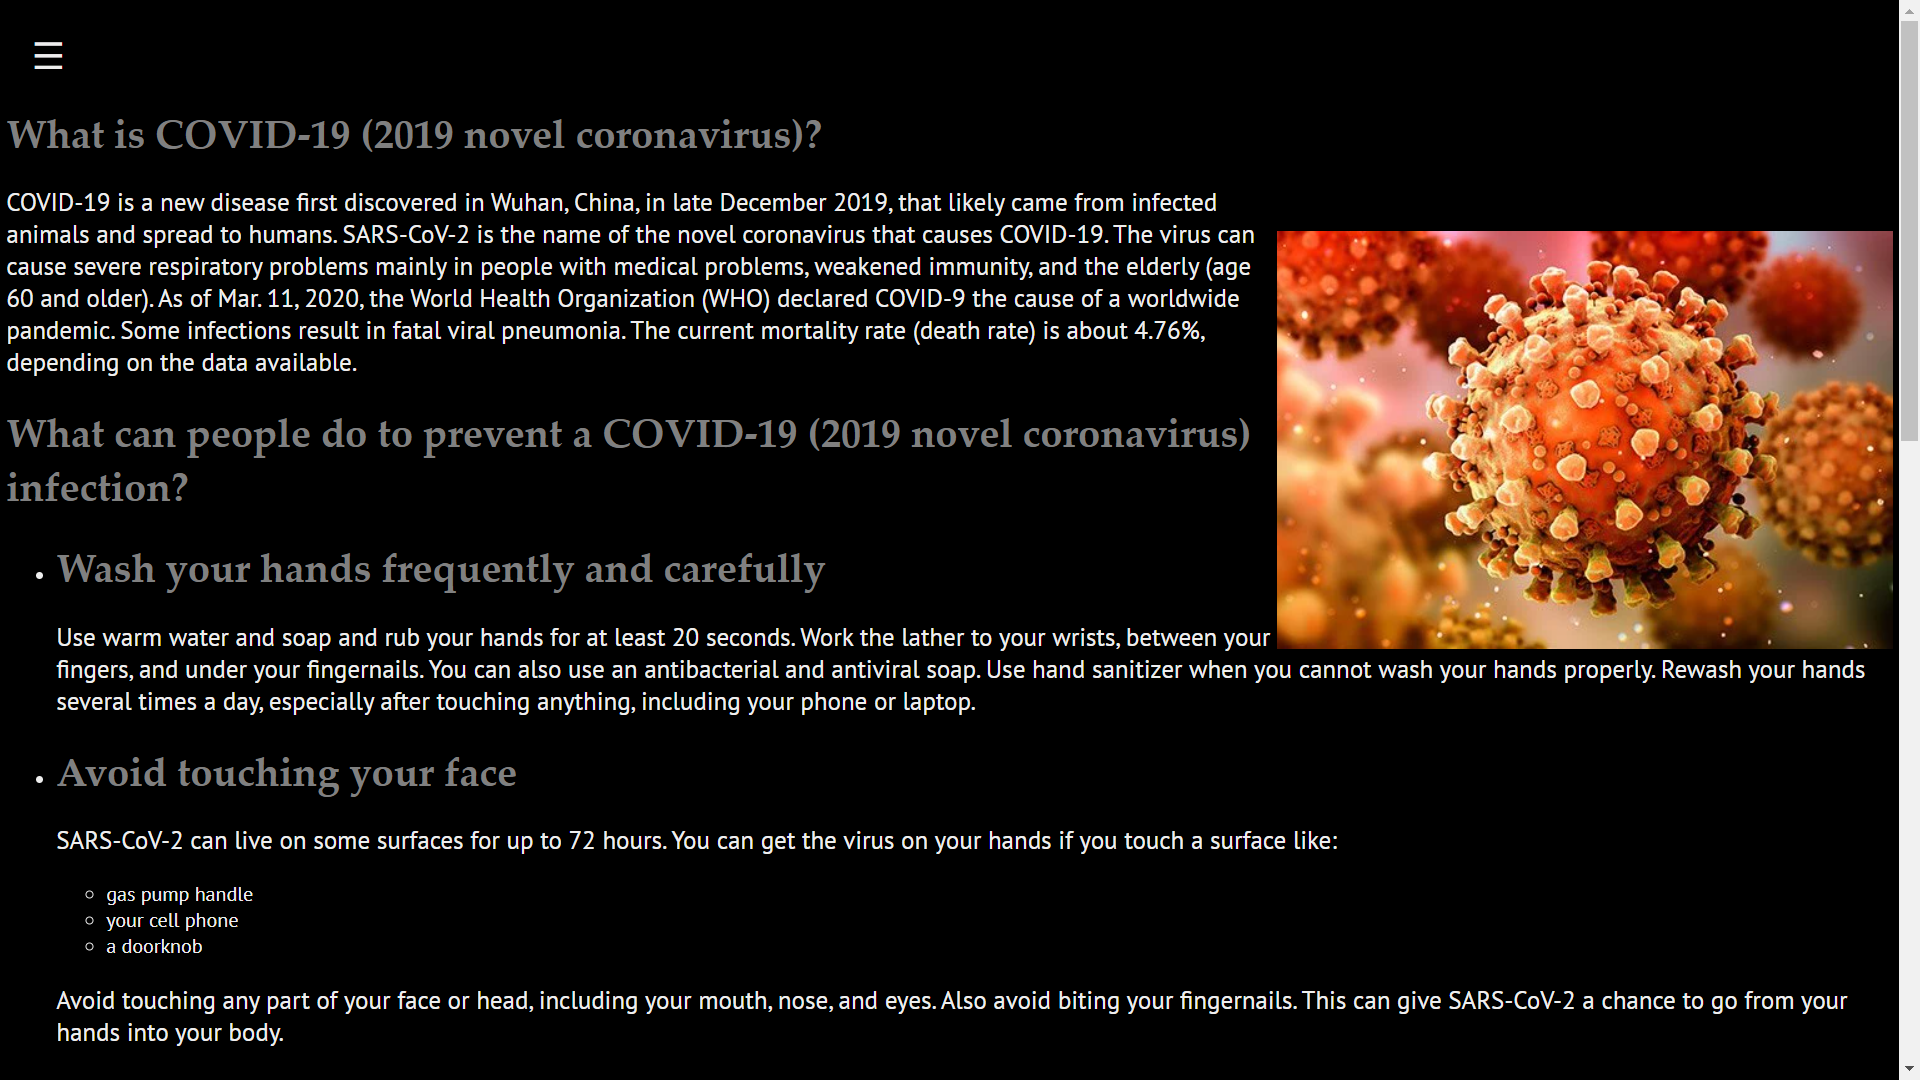 ☰
What is COVID-19 (2019 novel coronavirus)?
COVID-19 is a new disease first discovered in Wuhan, China, in late December 2019, that likely came from infected
animals and spread to humans. SARS-CoV-2 is the name of the novel coronavirus that causes COVID-19. The virus can
cause severe respiratory problems mainly in people with medical problems, weakened immunity, and the elderly (age
60 and older). As of Mar. 11, 2020, the World Health Organization (WHO) declared COVID-9 the cause of a worldwide
pandemic. Some infections result in fatal viral pneumonia. The current mortality rate (death rate) is about 4.76%,
depending on the data available.
What can people do to prevent a COVID-19 (2019 novel coronavirus)
infection?
• Wash your hands frequently and carefully
Use warm water and soap and rub your hands for at least 20 seconds. Work the lather to your wrists, between your
fingers, and under your fingernails. You can also use an antibacterial and antiviral soap. Use hand sanitizer when you cannot wash your hands properly. Rewash your hands
several times a day, especially after touching anything, including your phone or laptop.
• Avoid touching your face
SARS-CoV-2 can live on some surfaces for up to 72 hours. You can get the virus on your hands if you touch a surface like:
◦ gas pump handle
◦ your cell phone
◦ a doorknob
Avoid touching any part of your face or head, including your mouth, nose, and eyes. Also avoid biting your fingernails. This can give SARS-CoV-2 a chance to go from your
hands into your body.